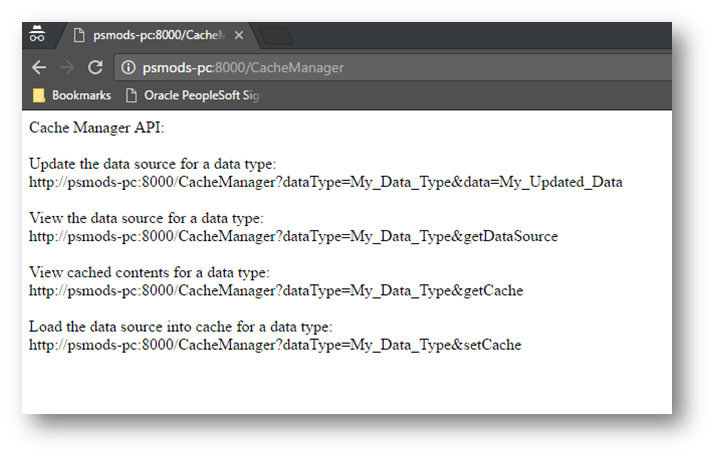 psmods-pc:8000/CacheM
psmods-pc:8000/CacheManager
Bookmarks
Oracle PeopleSoft Sig
Cache Manager API:
Update the data source for a data type:
http://psmods-pc:8000/CacheManager?dataType=My_Data_Type&data=My_Updated_Data
View the data source for a data type:
http://psmods-pc:8000/CacheManager?dataType=My_Data_Type&getDataSource
View cached contents for a data type:
http://psmods-pc:8000/CacheManager?dataType=My_Data_Type&getCache
Load the data source into cache for a data type:
http://psmods-pc:8000/CacheManager?dataType=My_Data_Type&setCache